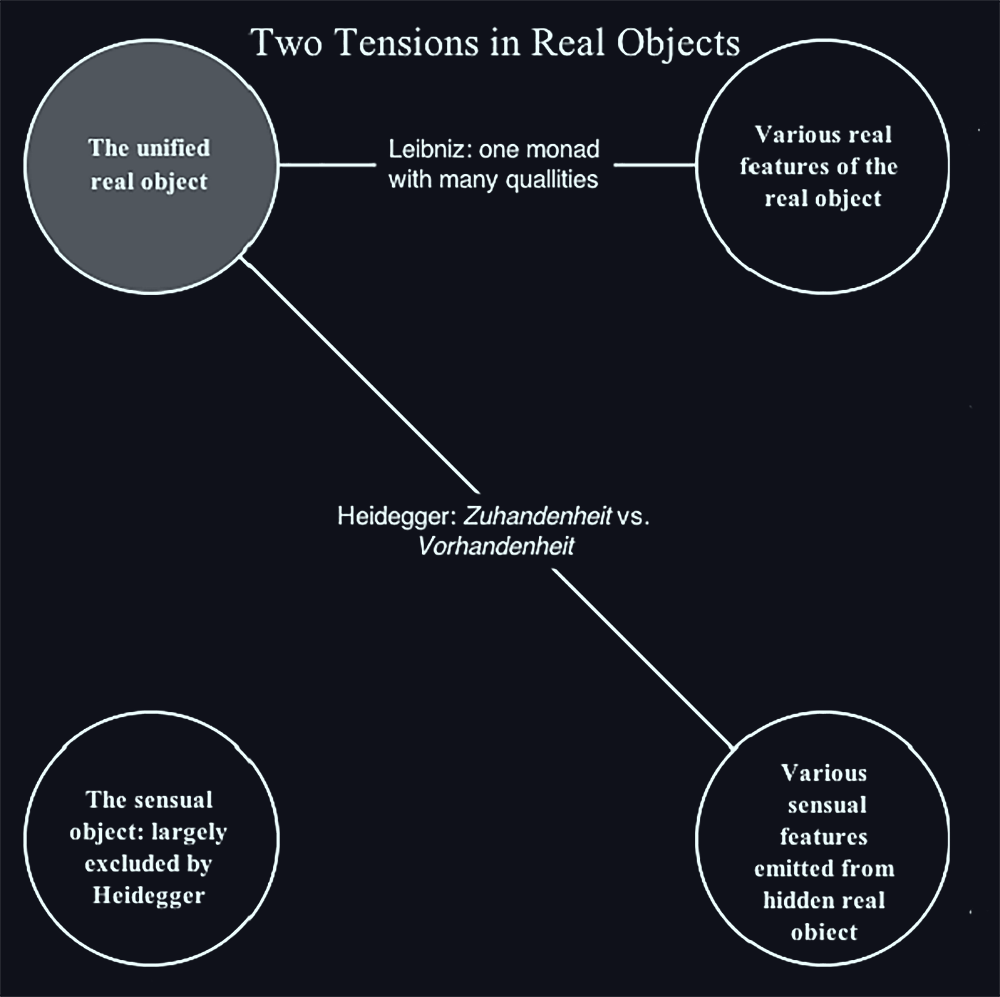 Two Tensions in Real Objects
The unified
real object
Leibniz: one monad
with many quallities
Various real
features of the
real object
Heidegger: Zuhandenheit vs.
Vorhandenheit
The sensual
object: largely
excluded by
Heidegger
Various
sensual
features
emitted from
hidden real
object